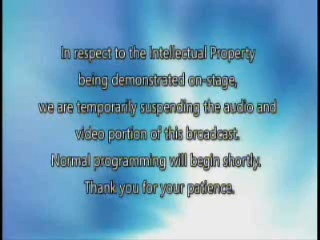 In respect to the Intellectual Property
being demonstrated on-stage,
we are temporarily suspending the audio and
video portion of this broadcast.
Normal programming will begin shortly.
Thank you for your patience.